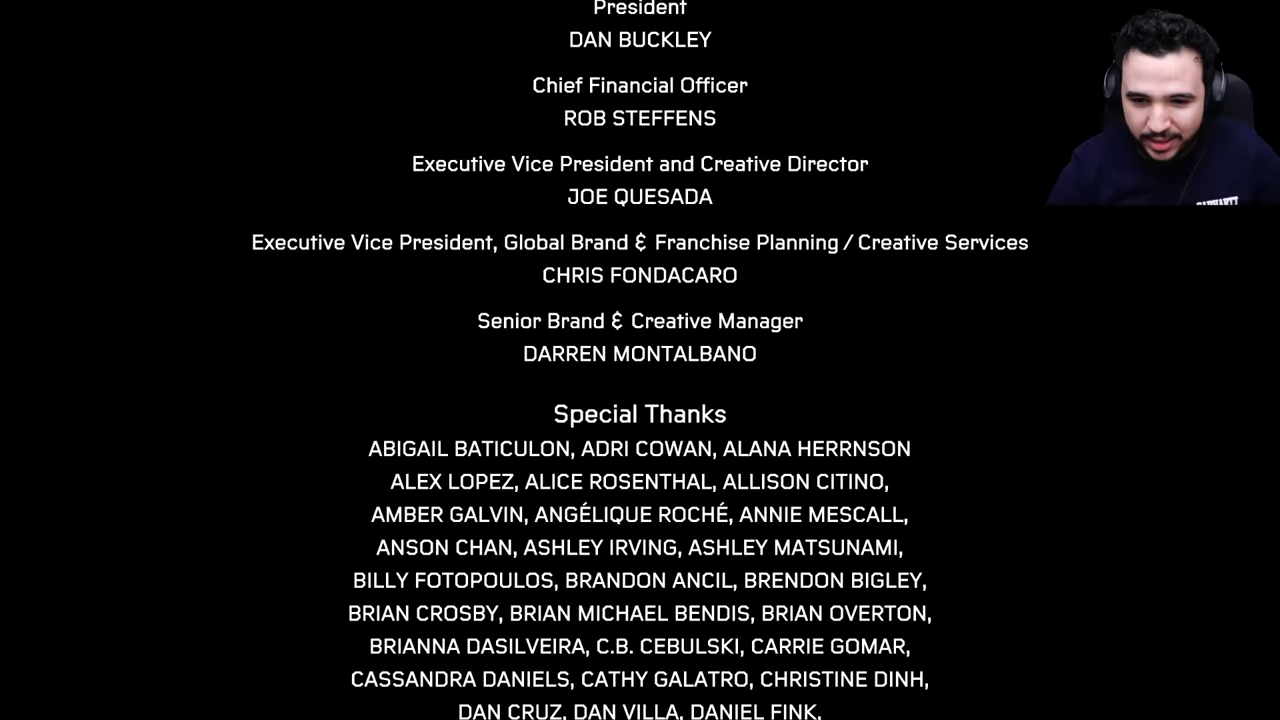 President
DAN BUCKLEY
Chief Financial Officer
ROB STEFFENS
Executive Vice President and Creative Director
JOE QUESADA
Executive Vice President, Global Brand & Franchise Planning / Creative Services
CHRIS FONDACARO
Senior Brand & Creative Manager
DARREN MONTALBANO
Special Thanks
ABIGAIL BATICULON, ADRI COWAN, ALANA HERRNSON
ALEX LOPEZ, ALICE ROSENTHAL, ALLISON CITINO,
AMBER GALVIN, ANGÉLIQUE ROCHÉ, ANNIE MESCALL,
ANSON CHAN, ASHLEY IRVING, ASHLEY MATSUNAMI,
BILLY FOTOPOULOS, BRANDON ANCIL, BRENDON BIGLEY,
BRIAN CROSBY, BRIAN MICHAEL BENDIS, BRIAN OVERTON,
BRIANNA DASILVEIRA, C.B. CEBULSKI, CARRIE GOMAR,
CASSANDRA DANIELS, CATHY GALATRO, CHRISTINE DINH,
DAN CRUZ, DAN VILLA, DANIEL FINK,
CARHARTT